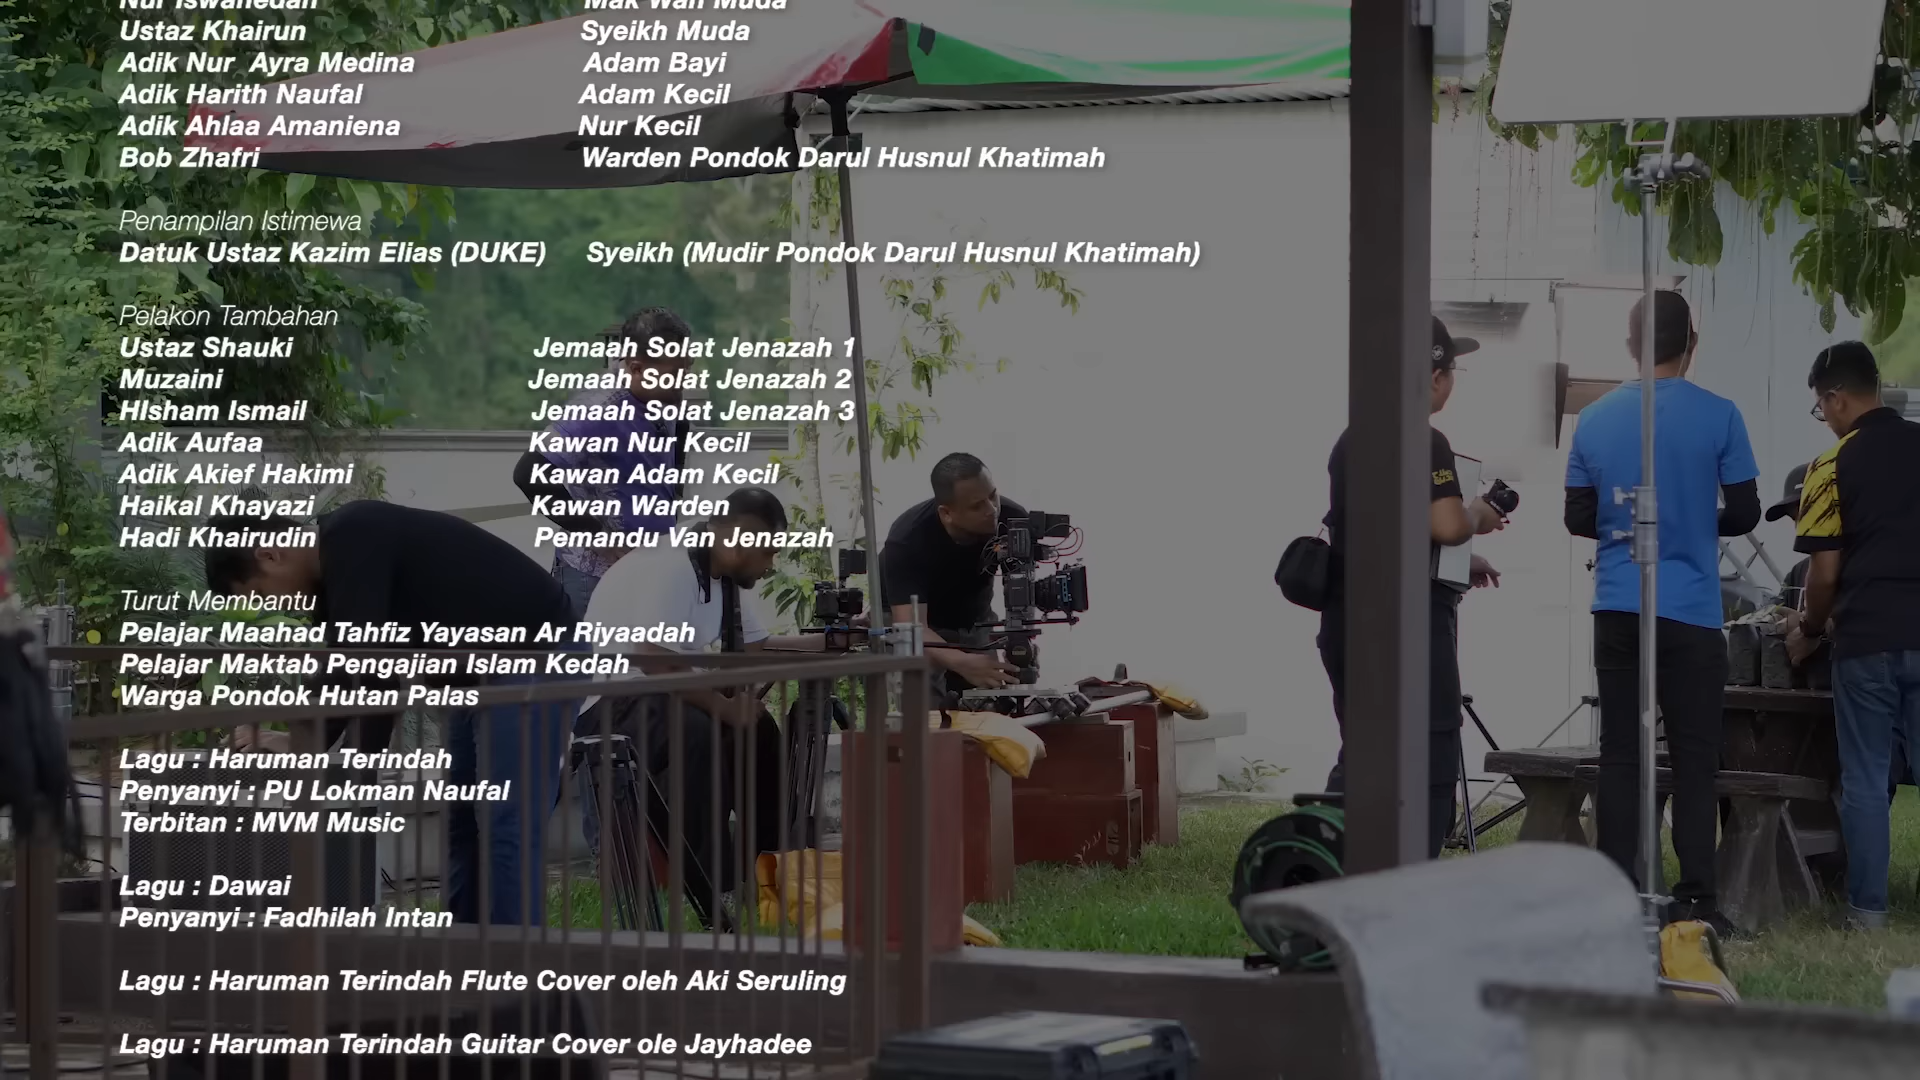 Nur Iswanedah Mak Wan Muda
Ustaz Khairun Syeikh Muda
Adik Nur Ayra Medina Adam Bayi
Adik Harith Naufal Adam Kecil
Adik Ahlaa Amaniena Nur Kecil
Bob Zhafri Warden Pondok Darul Husnul Khatimah
Penampilan Istimewa
Datuk Ustaz Kazim Elias (DUKE) Syeikh (Mudir Pondok Darul Husnul Khatimah)
Pelakon Tambahan
Ustaz Shauki Jemaah Solat Jenazah 1
Muzaini Jemaah Solat Jenazah 2
HIsham Ismail Jemaah Solat Jenazah 3
Adik Aufaa Kawan Nur Kecil
Adik Akief Hakimi Kawan Adam Kecil
Haikal Khayazi Kawan Warden
Hadi Khairudin Pemandu Van Jenazah
Turut Membantu
Pelajar Maahad Tahfiz Yayasan Ar Riyaadah
Pelajar Maktab Pengajian Islam Kedah
Warga Pondok Hutan Palas
Lagu : Haruman Terindah
Penyanyi : PU Lokman Naufal
Terbitan : MVM Music
Lagu : Dawai
Penyanyi : Fadhilah Intan
Lagu : Haruman Terindah Flute Cover oleh Aki Seruling
Lagu : Haruman Terindah Guitar Cover ole Jayhadee